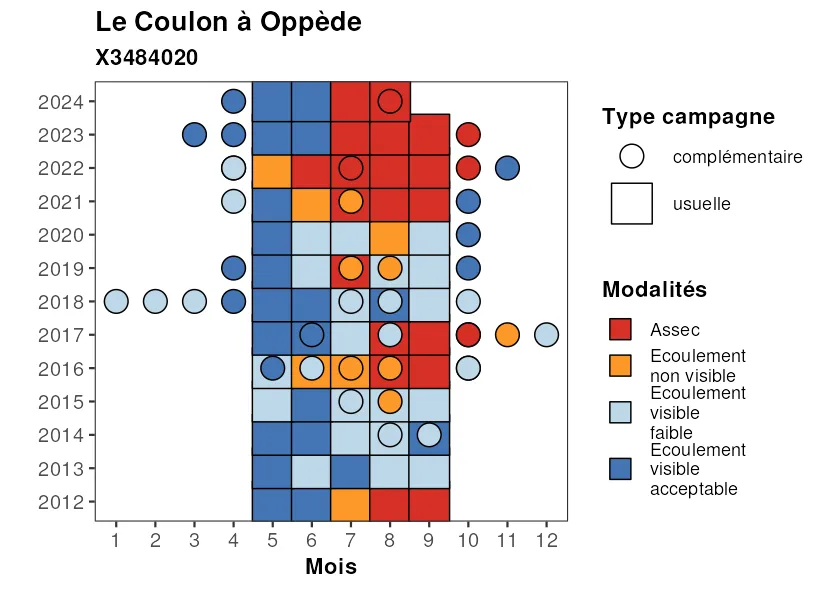 Le Coulon à Oppède
X3484020
2024
2023
2022
2021
2020
2019
2018
2017
2016
2015
2014
2013
2012
1 2 3 4 5 6 7 8 9 10 11 12
Mois
Type campagne
complémentaire
usuelle
Modalités
Assec
Ecoulement
non visible
Ecoulement
visible
faible
Ecoulement
visible
acceptable